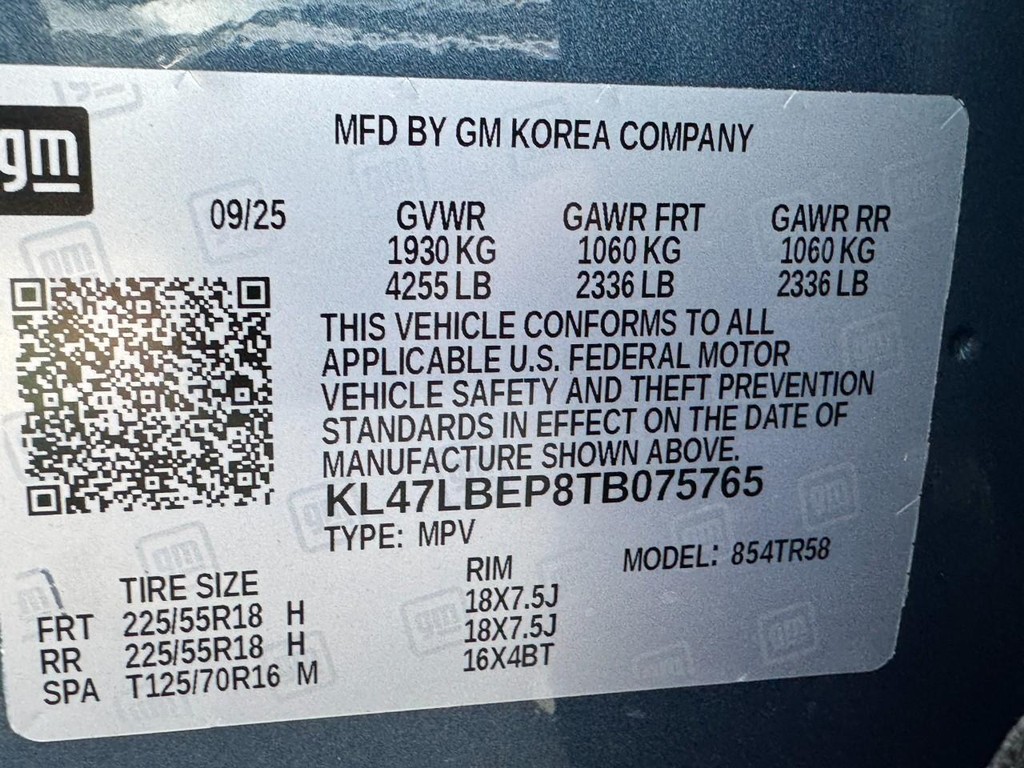 gm
MFD BY GM KOREA COMPANY
09/25 GVWR GAWR FRT GAWR RR
1930 KG 1060 KG 1060 KG
4255 LB 2336 LB 2336 LB
THIS VEHICLE CONFORMS TO ALL
APPLICABLE U.S. FEDERAL MOTOR
VEHICLE SAFETY AND THEFT PREVENTION
STANDARDS IN EFFECT ON THE DATE OF
MANUFACTURE SHOWN ABOVE.
KL47LBEP8TB075765
TYPE: MPV MODEL: 854TR58
TIRE SIZE RIM
FRT 225/55R18 H 18X7.5J
RR 225/55R18 H 18X7.5J
SPA T125/70R16 M 16X4BT